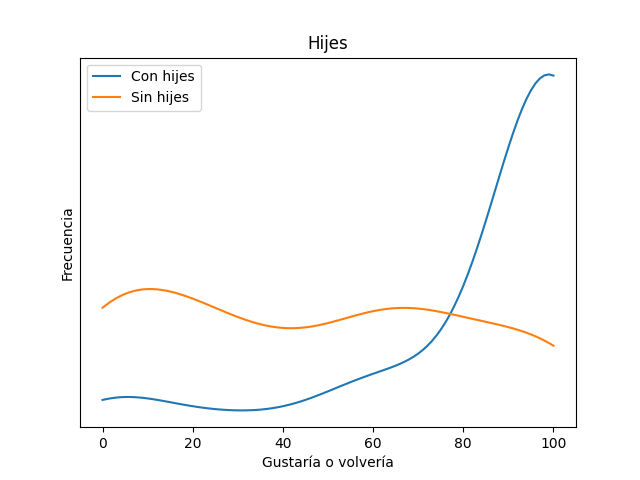 Hijes
Con hijes
Sin hijes
Frecuencia
0 20 40 60 80 100
Gustaría o volvería